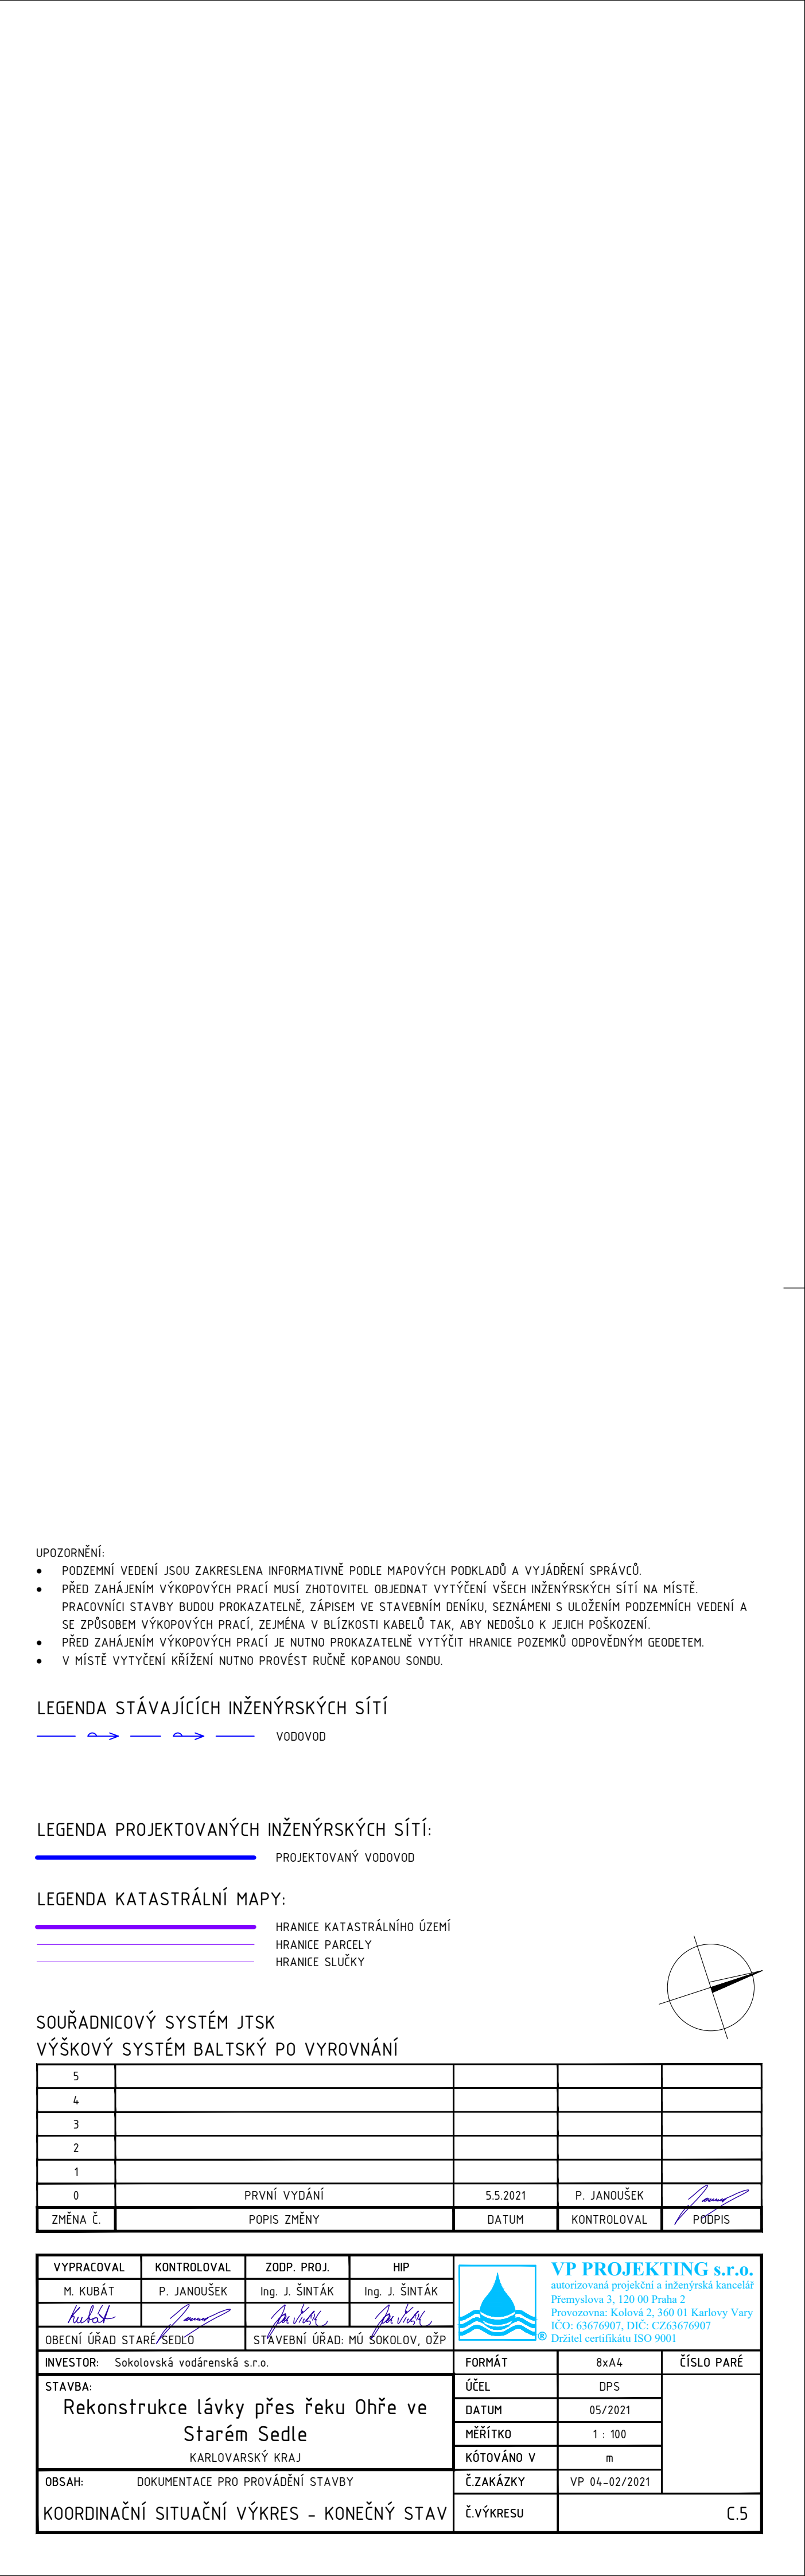 UPOZORNĚNÍ:
● PODZEMNÍ VEDENÍ JSOU ZAKRESLENA INFORMATIVNĚ PODLE MAPOVÝCH PODKLADŮ A VYJÁDŘENÍ SPRÁVCŮ.
● PŘED ZAHÁJENÍM VÝKOPOVÝCH PRACÍ MUSÍ ZHOTOVITEL OBJEDNAT VYTÝČENÍ VŠECH INŽENÝRSKÝCH SÍTÍ NA MÍSTĚ.
PRACOVNÍCI STAVBY BUDOU PROKAZATELNĚ, ZÁPISEM VE STAVEBNÍM DENÍKU, SEZNÁMENI S ULOŽENÍM PODZEMNÍCH VEDENÍ A
SE ZPŮSOBEM VÝKOPOVÝCH PRACÍ, ZEJMÉNA V BLÍZKOSTI KABELŮ TAK, ABY NEDOŠLO K JEJICH POŠKOZENÍ.
● PŘED ZAHÁJENÍM VÝKOPOVÝCH PRACÍ JE NUTNO PROKAZATELNĚ VYTÝČIT HRANICE POZEMKŮ ODPOVĚDNÝM GEODETEM.
● V MÍSTĚ VYTYČENÍ KŘÍŽENÍ NUTNO PROVÉST RUČNĚ KOPANOU SONDU.
LEGENDA STÁVAJÍCÍCH INŽENÝRSKÝCH SÍTÍ
VODOVOD
LEGENDA PROJEKTOVANÝCH INŽENÝRSKÝCH SÍTÍ:
PROJEKTOVANÝ VODOVOD
LEGENDA KATASTRÁLNÍ MAPY:
HRANICE KATASTRÁLNÍHO ÚZEMÍ
HRANICE PARCELY
HRANICE SLUČKY
SOUŘADNICOVÝ SYSTÉM JTSK
VÝŠKOVÝ SYSTÉM BALTSKÝ PO VYROVNÁNÍ
5
4
3
2
1
0 PRVNÍ VYDÁNÍ 5.5.2021 P. JANOUŠEK
ZMĚNA Č. POPIS ZMĚNY DATUM KONTROLOVAL PODPIS
VYPRACOVAL KONTROLOVAL ZODP. PROJ. HIP
M. KUBÁT P. JANOUŠEK Ing. J. ŠINTÁK Ing. J. ŠINTÁK
Kubát
OBECNÍ ÚŘAD STARÉ SEDLO STAVEBNÍ ÚŘAD: MÚ SOKOLOV, OŽP
VP PROJEKTING s.r.o.
autorizovaná projekční a inženýrská kancelář
Přemyslova 3, 120 00 Praha 2
Provozovna: Kolová 2, 360 01 Karlovy Vary
IČO: 63676907, DIČ: CZ63676907
® Držitel certifikátu ISO 9001
INVESTOR: Sokolovská vodárenská s.r.o.
FORMÁT 8xA4 ČÍSLO PARÉ
STAVBA:
Rekonstrukce lávky přes řeku Ohře ve
Starém Sedle
KARLOVARSKÝ KRAJ
ÚČEL DPS
DATUM 05/2021
MĚŘÍTKO 1 : 100
KÓTOVÁNO V m
OBSAH: DOKUMENTACE PRO PROVÁDĚNÍ STAVBY
Č.ZAKÁZKY VP 04-02/2021
KOORDINAČNÍ SITUAČNÍ VÝKRES - KONEČNÝ STAV
Č.VÝKRESU C.5